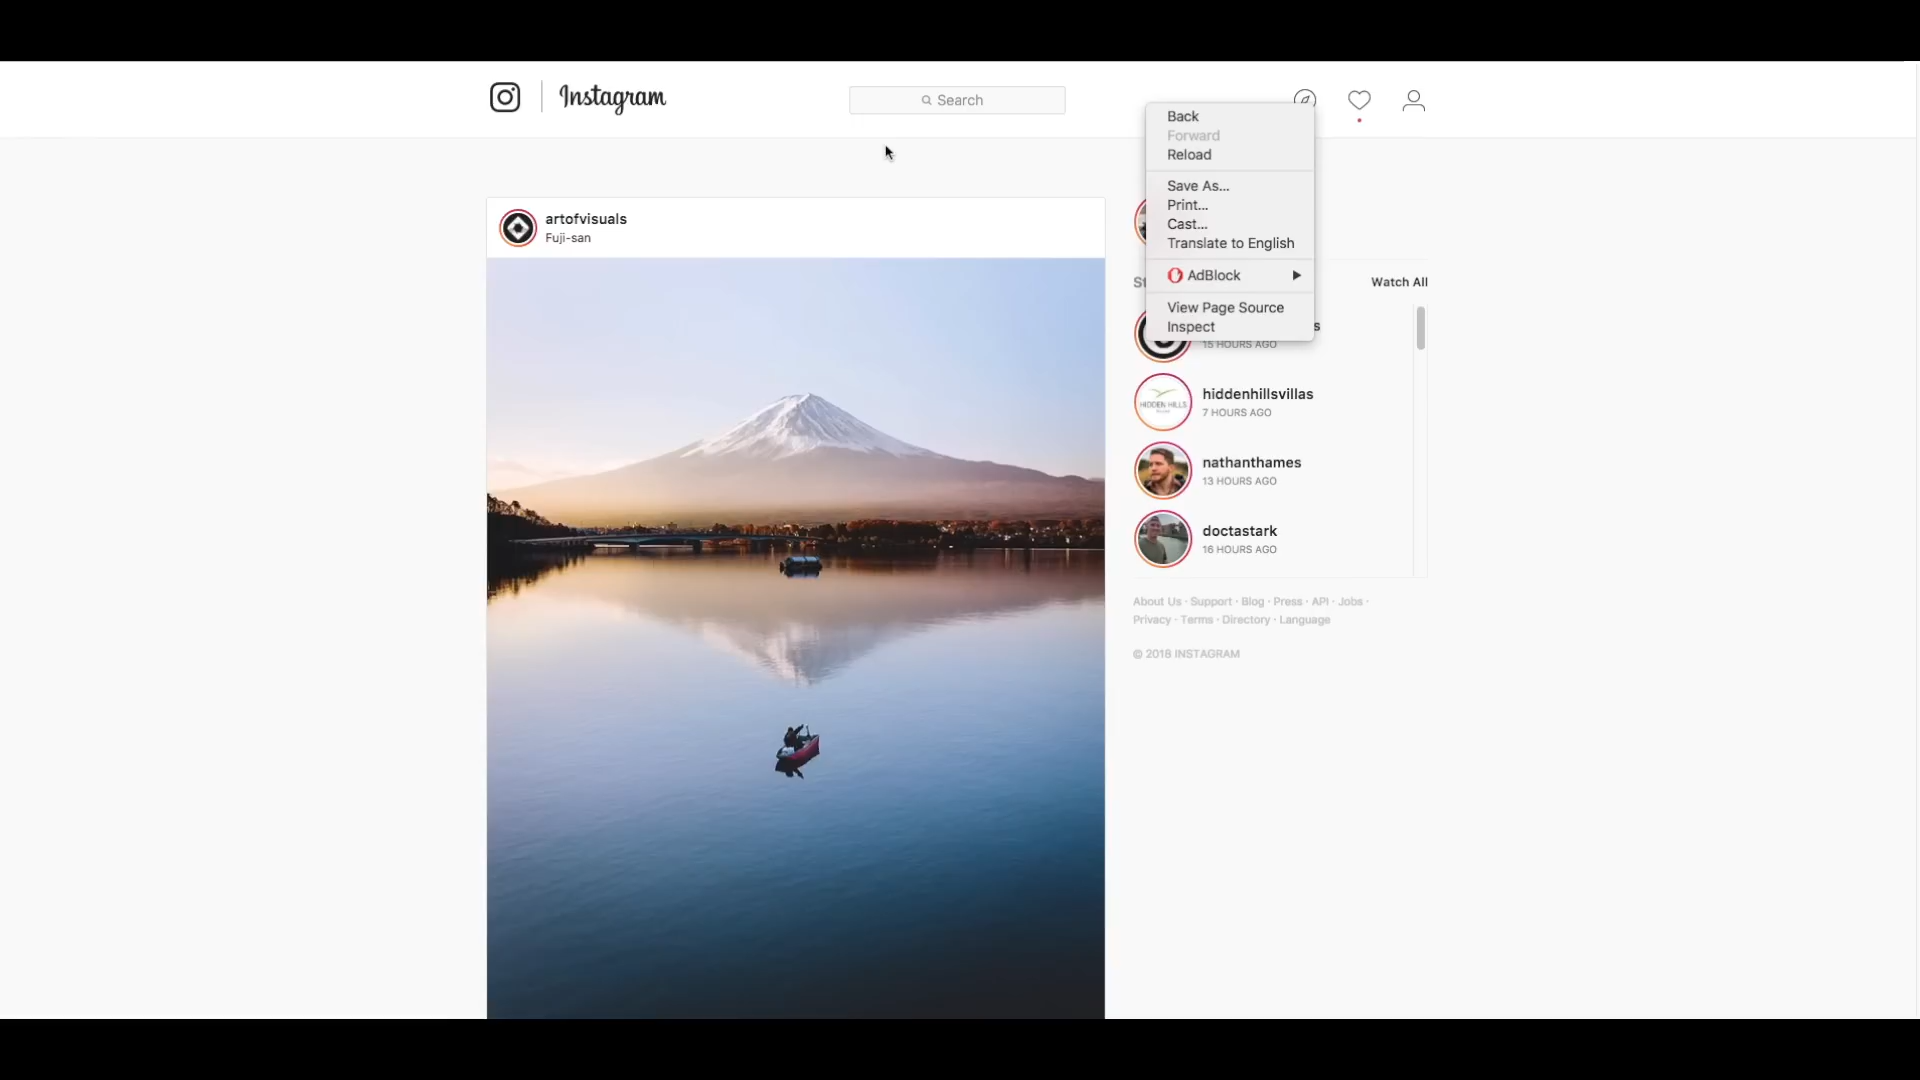 Instagram
Search
Back
Forward
Reload
Save As...
Print...
Cast...
Translate to English
AdBlock
View Page Source
Inspect
artofvisuals
Fuji-san
Watch All
15 HOURS AGO
HIDDEN HILLS
hiddenhillsvillas
7 HOURS AGO
nathanthames
13 HOURS AGO
doctastark
16 HOURS AGO
About Us · Support · Blog · Press · API · Jobs ·
Privacy · Terms · Directory · Language
© 2018 INSTAGRAM